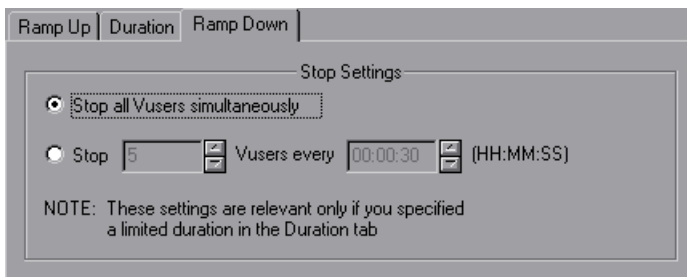 Ramp Up Duration Ramp Down
Stop Settings
Stop all Vusers simultaneously
Stop 5 Vusers every 00:00:30 (HH:MM:SS)
NOTE: These settings are relevant only if you specified
a limited duration in the Duration tab